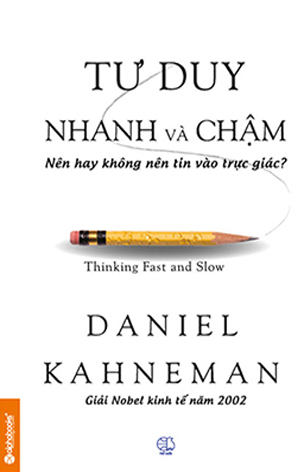 TƯ DUY
NHANH VÀ CHẬM
Nên hay không nên tin vào trực giác?
Thinking Fast and Slow
DANIEL
KAHNEMAN
Giải Nobel kinh tế năm 2002
alphabooks